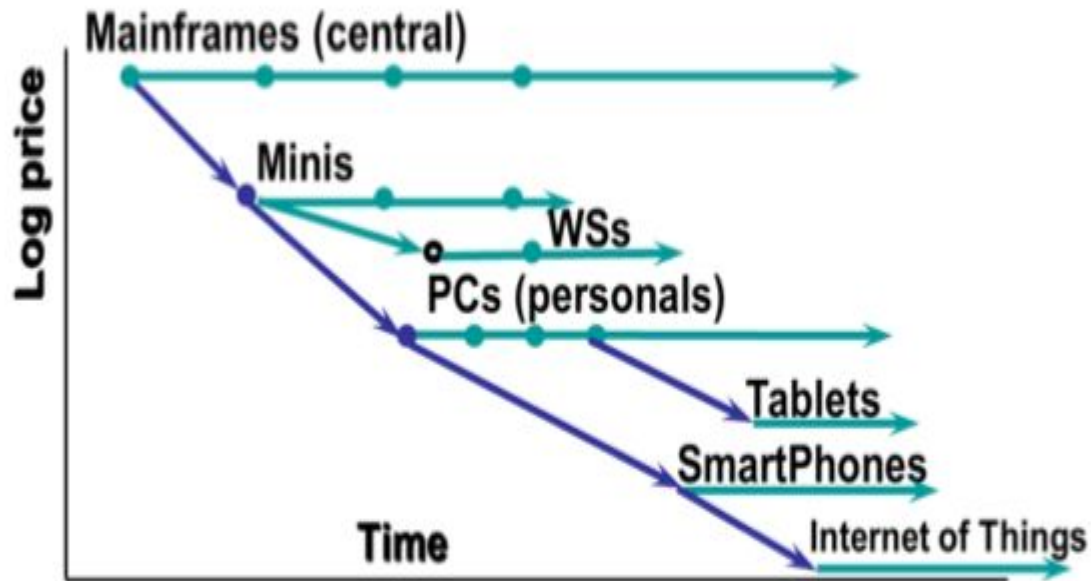 Mainframes (central)
Log price
Minis
WSs
PCs (personals)
Tablets
SmartPhones
Internet of Things
Time